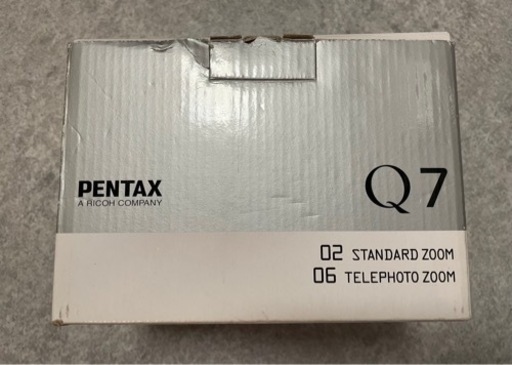 PENTAX
A RICOH COMPANY
Q7
02 STANDARD ZOOM
06 TELEPHOTO ZOOM